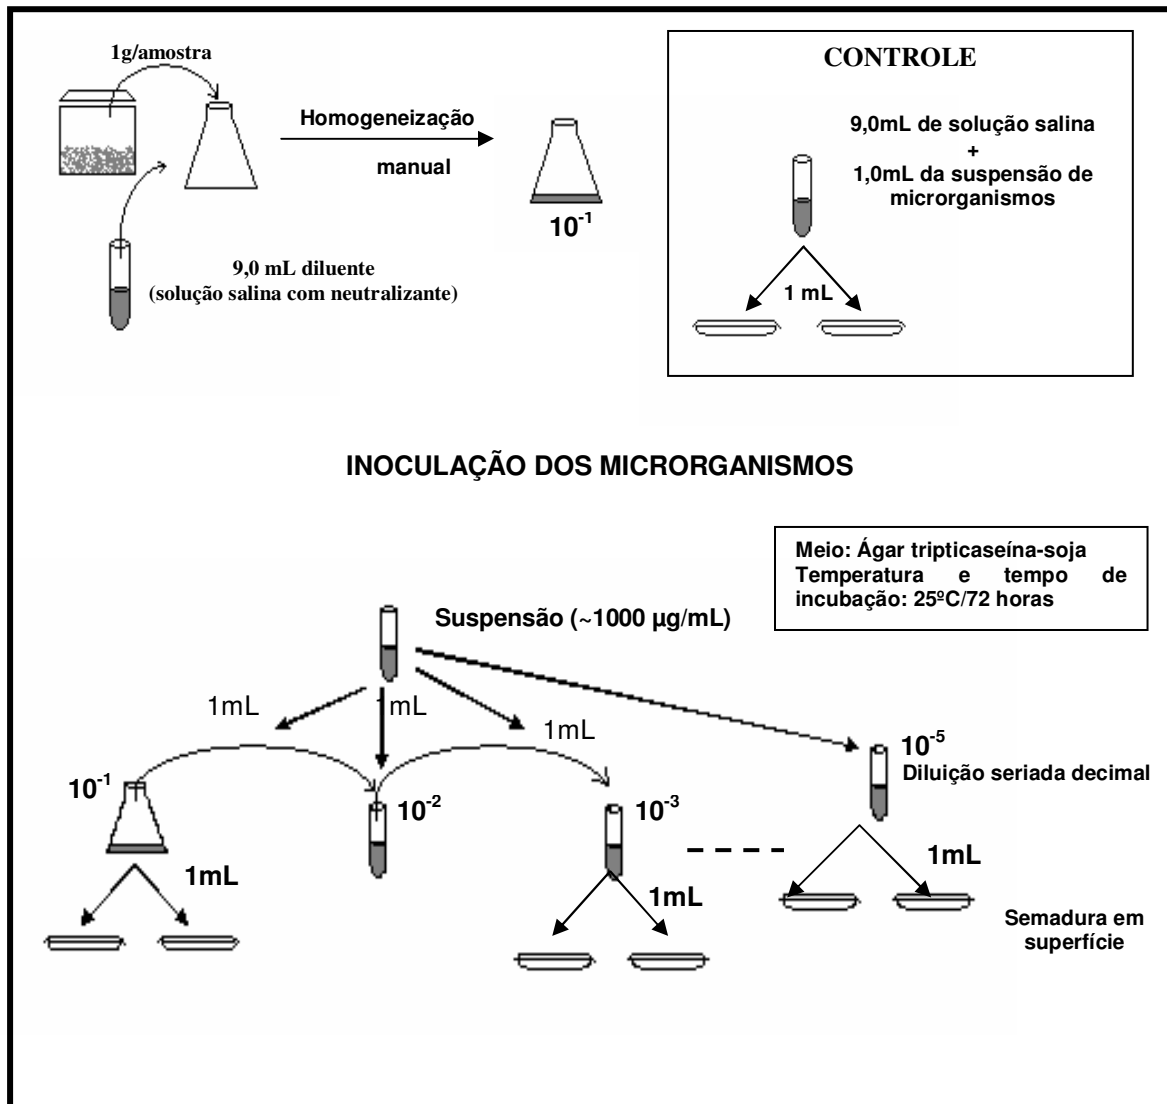 1g/amostra
Homogeneização
manual
10⁻¹
9,0 mL diluente
(solução salina com neutralizante)
CONTROLE
9,0mL de solução salina
+
1,0mL da suspensão de
microrganismos
1 mL
INOCULAÇÃO DOS MICRORGANISMOS
Meio: Ágar tripticaseína-soja
Temperatura e tempo de
incubação: 25ºC/72 horas
Suspensão (~1000 µg/mL)
1mL
1mL
1mL
10⁻¹
10⁻²
10⁻³
10⁻⁵
Diluição seriada decimal
1mL
1mL
1mL
Semadura em
superfície